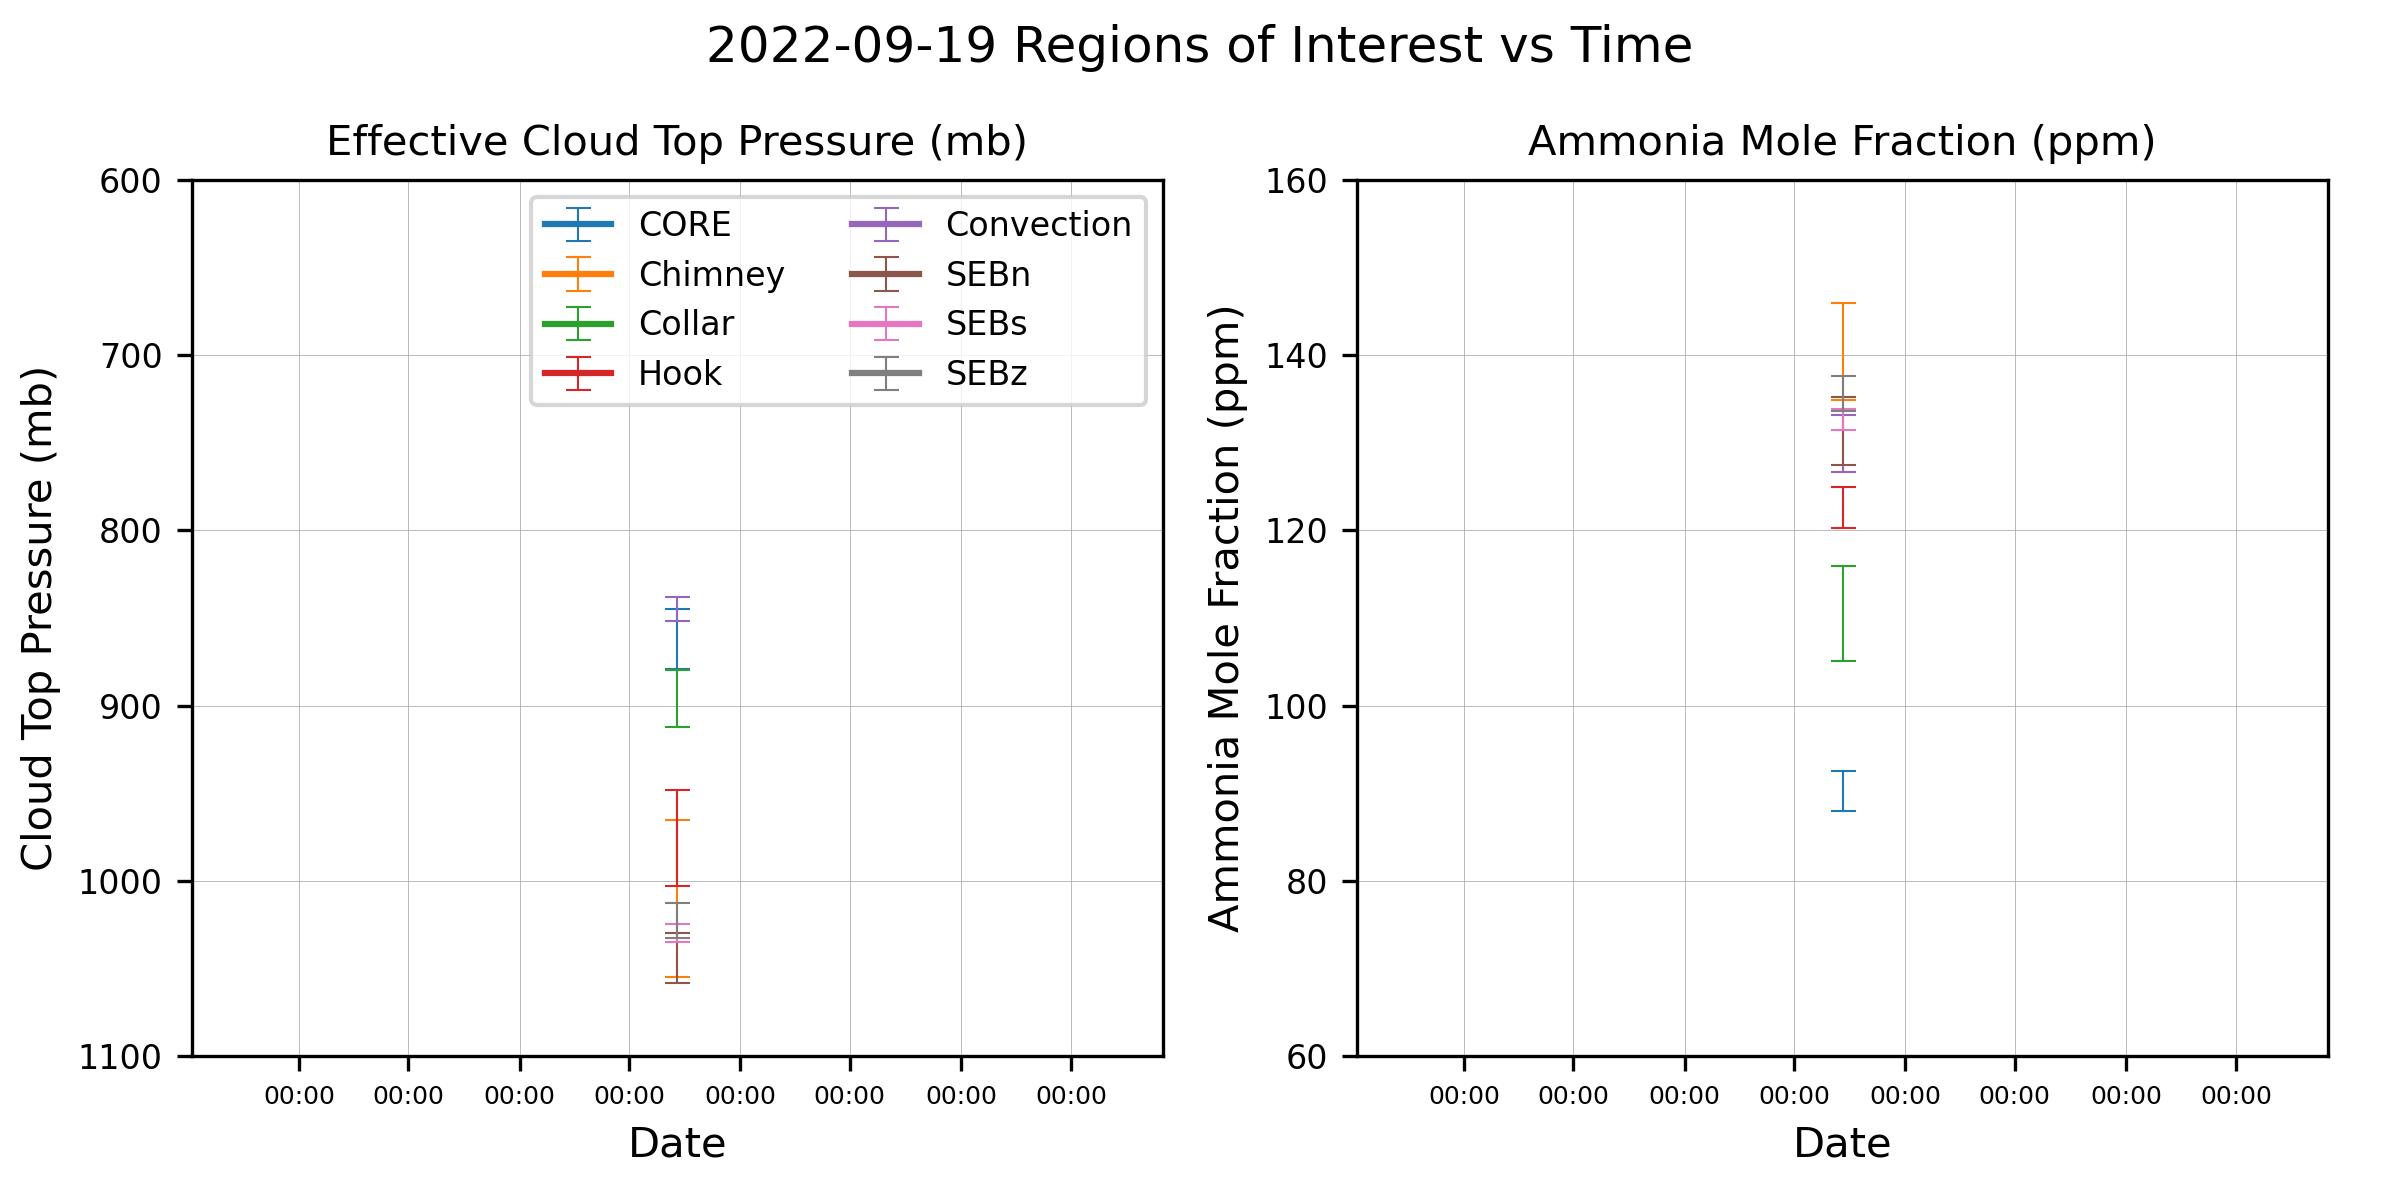 2022-09-19 Regions of Interest vs Time
Effective Cloud Top Pressure (mb)
Cloud Top Pressure (mb)
600
700
800
900
1000
1100
CORE
Chimney
Collar
Hook
Convection
SEBn
SEBs
SEBz
00:00 00:00 00:00 00:00 00:00 00:00 00:00 00:00
Date
Ammonia Mole Fraction (ppm)
Ammonia Mole Fraction (ppm)
160
140
120
100
80
60
00:00 00:00 00:00 00:00 00:00 00:00 00:00 00:00
Date